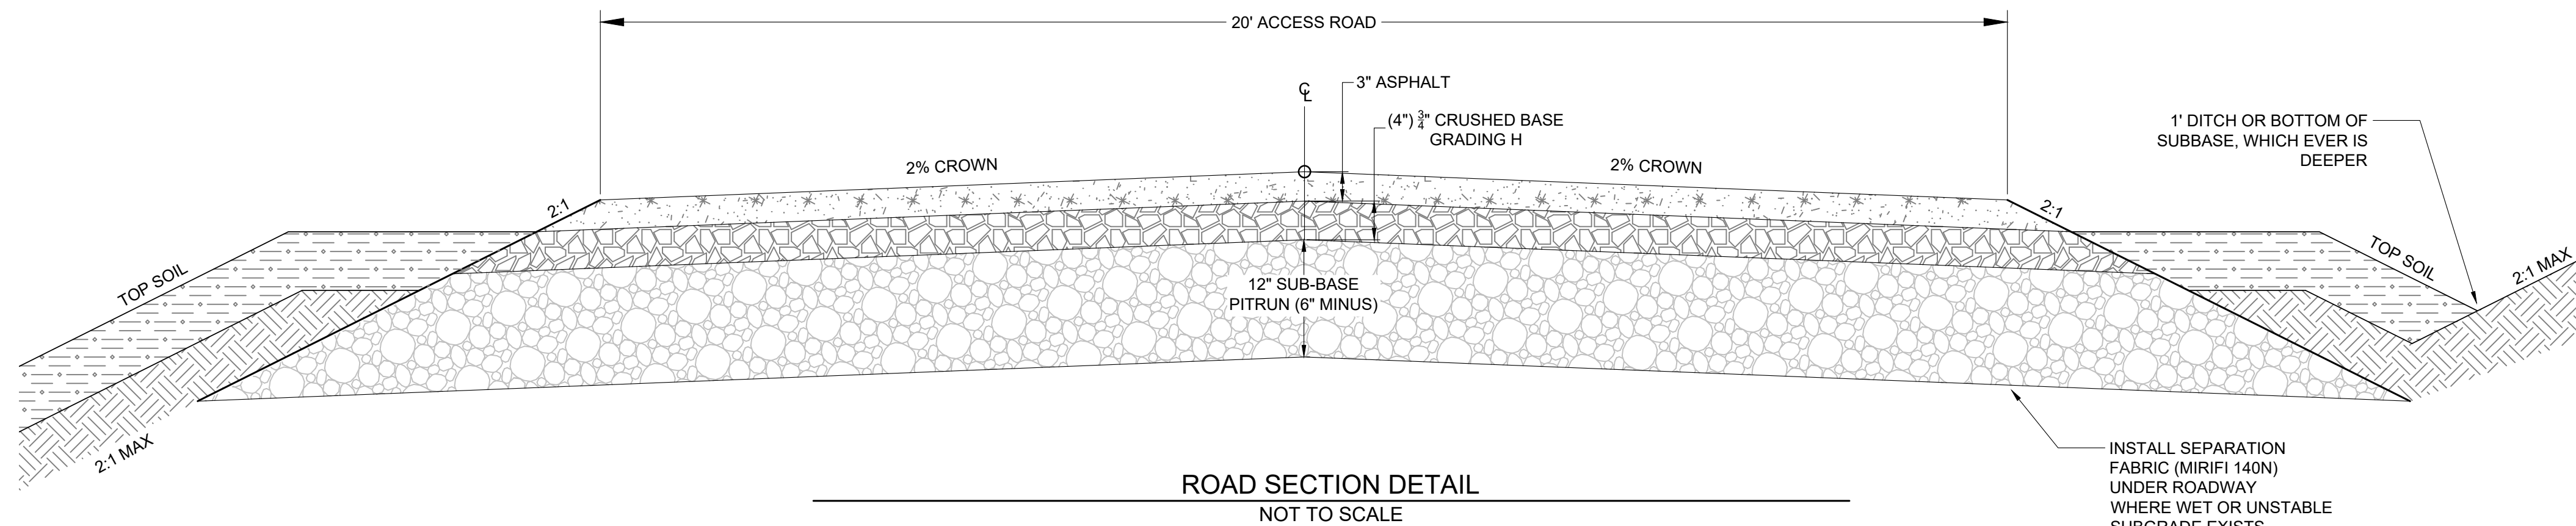 20' ACCESS ROAD
3" ASPHALT
℄
(4") 3/4" CRUSHED BASE
GRADING H
1' DITCH OR BOTTOM OF
SUBBASE, WHICH EVER IS
DEEPER
2% CROWN
2% CROWN
2:1
2:1
TOP SOIL
TOP SOIL
2:1 MAX
12" SUB-BASE
PITRUN (6" MINUS)
2:1 MAX
INSTALL SEPARATION
FABRIC (MIRIFI 140N)
UNDER ROADWAY
WHERE WET OR UNSTABLE
SUBGRADE EXISTS
ROAD SECTION DETAIL
NOT TO SCALE